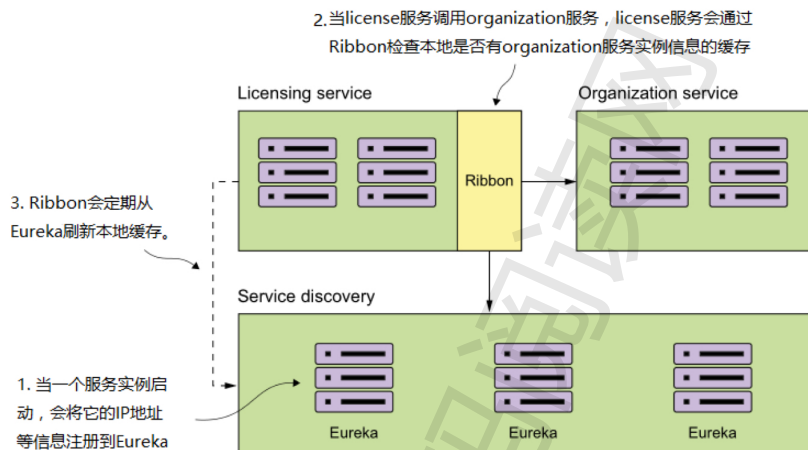 2.当license服务调用organization服务，license服务会通过
Ribbon检查本地是否有organization服务实例信息的缓存
Licensing service
Organization service
Ribbon
3. Ribbon会定期从
Eureka刷新本地缓存。
Service discovery
1. 当一个服务实例启
动，会将它的IP地址
等信息注册到Eureka
Eureka
Eureka
Eureka